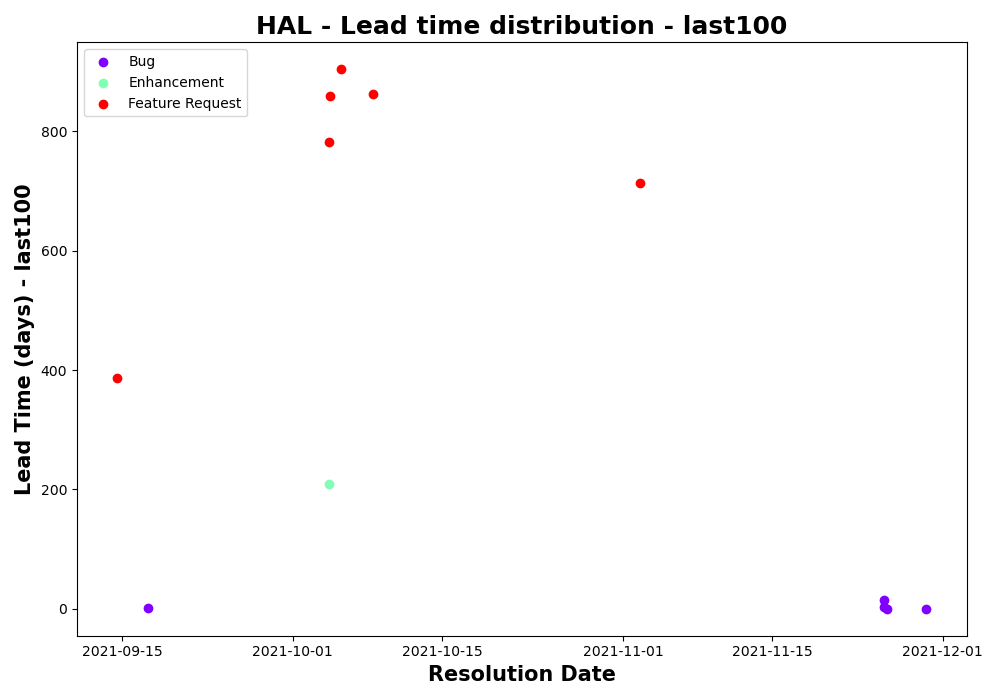 HAL - Lead time distribution - last100
Bug
Enhancement
Feature Request
Lead Time (days) - last100
800
600
400
200
0
2021-09-15
2021-10-01
2021-10-15
2021-11-01
2021-11-15
2021-12-01
Resolution Date